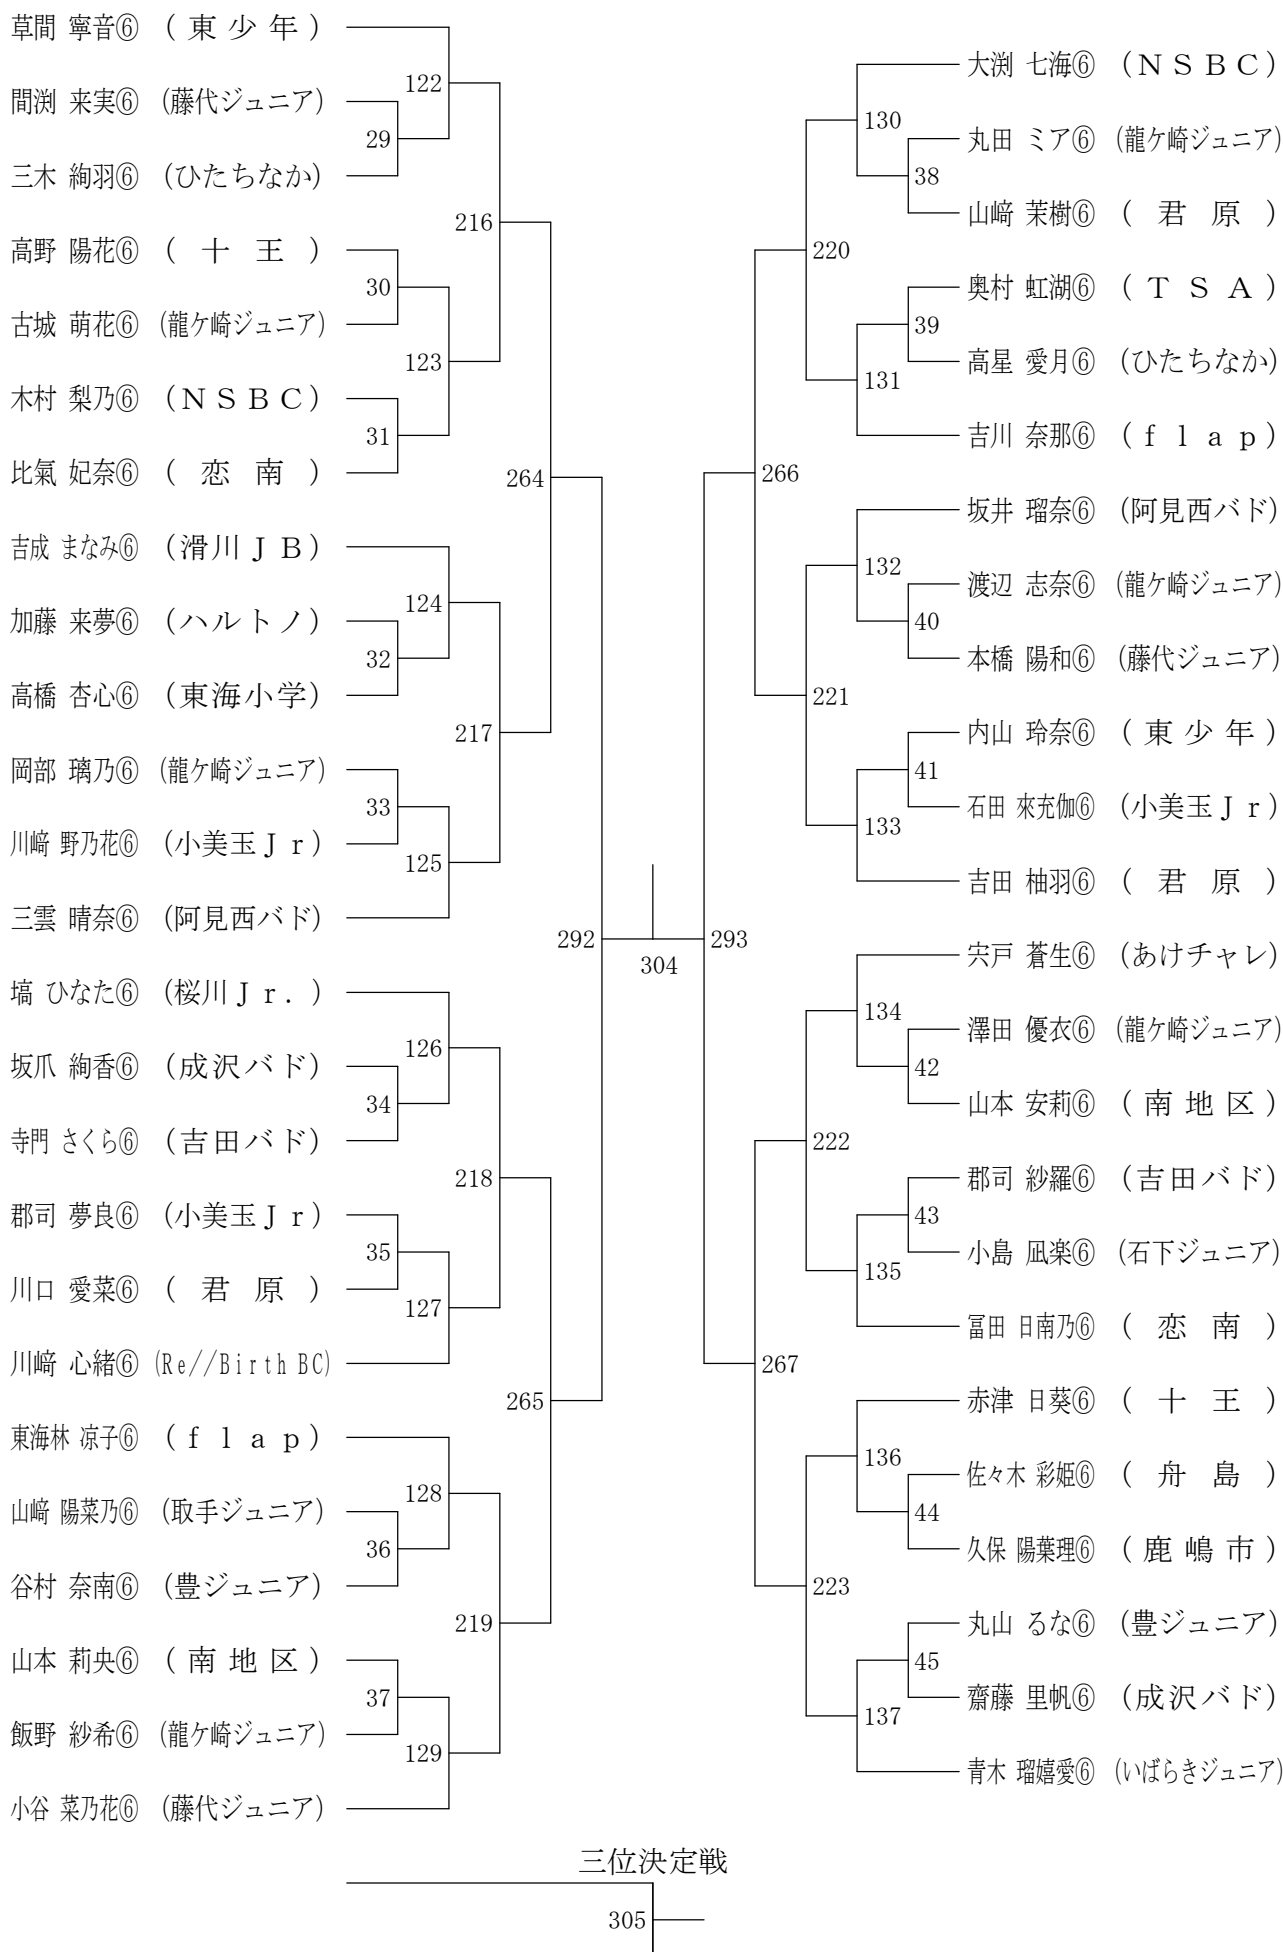 草間 寧音⑥ (東少年)
122
間渕 来実⑥ (藤代ジュニア)
29
三木 絢羽⑥ (ひたちなか)
216
高野 陽花⑥ (十王)
30
古城 萌花⑥ (龍ケ崎ジュニア)
123
木村 梨乃⑥ (NSBC)
31
比氣 妃奈⑥ (恋南)
264
吉成 まなみ⑥ (滑川JB)
124
加藤 来夢⑥ (ハルトノ)
32
高橋 杏心⑥ (東海小学)
217
岡部 璃乃⑥ (龍ケ崎ジュニア)
33
川﨑 野乃花⑥ (小美玉Jr)
125
三雲 晴奈⑥ (阿見西バド)
292
塙 ひなた⑥ (桜川Jr.)
126
坂爪 絢香⑥ (成沢バド)
34
寺門 さくら⑥ (吉田バド)
218
郡司 夢良⑥ (小美玉Jr)
35
川口 愛菜⑥ (君原)
127
川﨑 心緒⑥ (Re//Birth BC)
265
東海林 凉子⑥ (flap)
128
山﨑 陽菜乃⑥ (取手ジュニア)
36
谷村 奈南⑥ (豊ジュニア)
219
山本 莉央⑥ (南地区)
37
飯野 紗希⑥ (龍ケ崎ジュニア)
129
小谷 菜乃花⑥ (藤代ジュニア)
304
大渕 七海⑥ (NSBC)
130
丸田 ミア⑥ (龍ケ崎ジュニア)
38
山﨑 茉樹⑥ (君原)
220
奥村 虹湖⑥ (TSA)
39
高星 愛月⑥ (ひたちなか)
131
吉川 奈那⑥ (flap)
266
坂井 瑠奈⑥ (阿見西バド)
132
渡辺 志奈⑥ (龍ケ崎ジュニア)
40
本橋 陽和⑥ (藤代ジュニア)
221
内山 玲奈⑥ (東少年)
41
石田 來充伽⑥ (小美玉Jr)
133
吉田 柚羽⑥ (君原)
293
宍戸 蒼生⑥ (あけチャレ)
134
澤田 優衣⑥ (龍ケ崎ジュニア)
42
山本 安莉⑥ (南地区)
222
郡司 紗羅⑥ (吉田バド)
43
小島 凪楽⑥ (石下ジュニア)
135
冨田 日南乃⑥ (恋南)
267
赤津 日葵⑥ (十王)
136
佐々木 彩姫⑥ (舟島)
44
久保 陽葉理⑥ (鹿嶋市)
223
丸山 るな⑥ (豊ジュニア)
45
齋藤 里帆⑥ (成沢バド)
137
青木 瑠嬉愛⑥ (いばらきジュニア)
三位決定戦
305